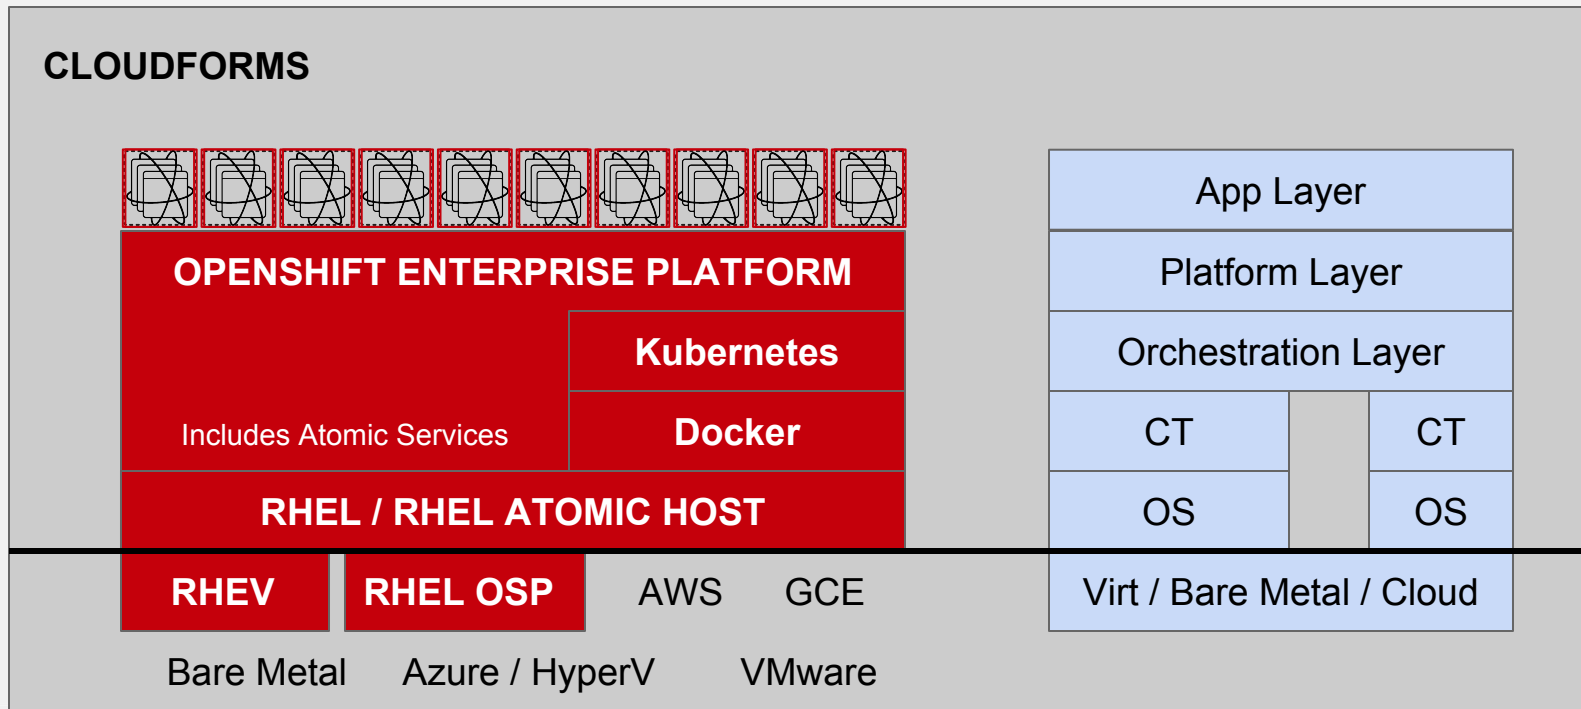 CLOUDFORMS
OPENSHIFT ENTERPRISE PLATFORM
Kubernetes
Includes Atomic Services
Docker
RHEL / RHEL ATOMIC HOST
RHEV
RHEL OSP
AWS
GCE
Bare Metal
Azure / HyperV
VMware
App Layer
Platform Layer
Orchestration Layer
CT
CT
OS
OS
Virt / Bare Metal / Cloud